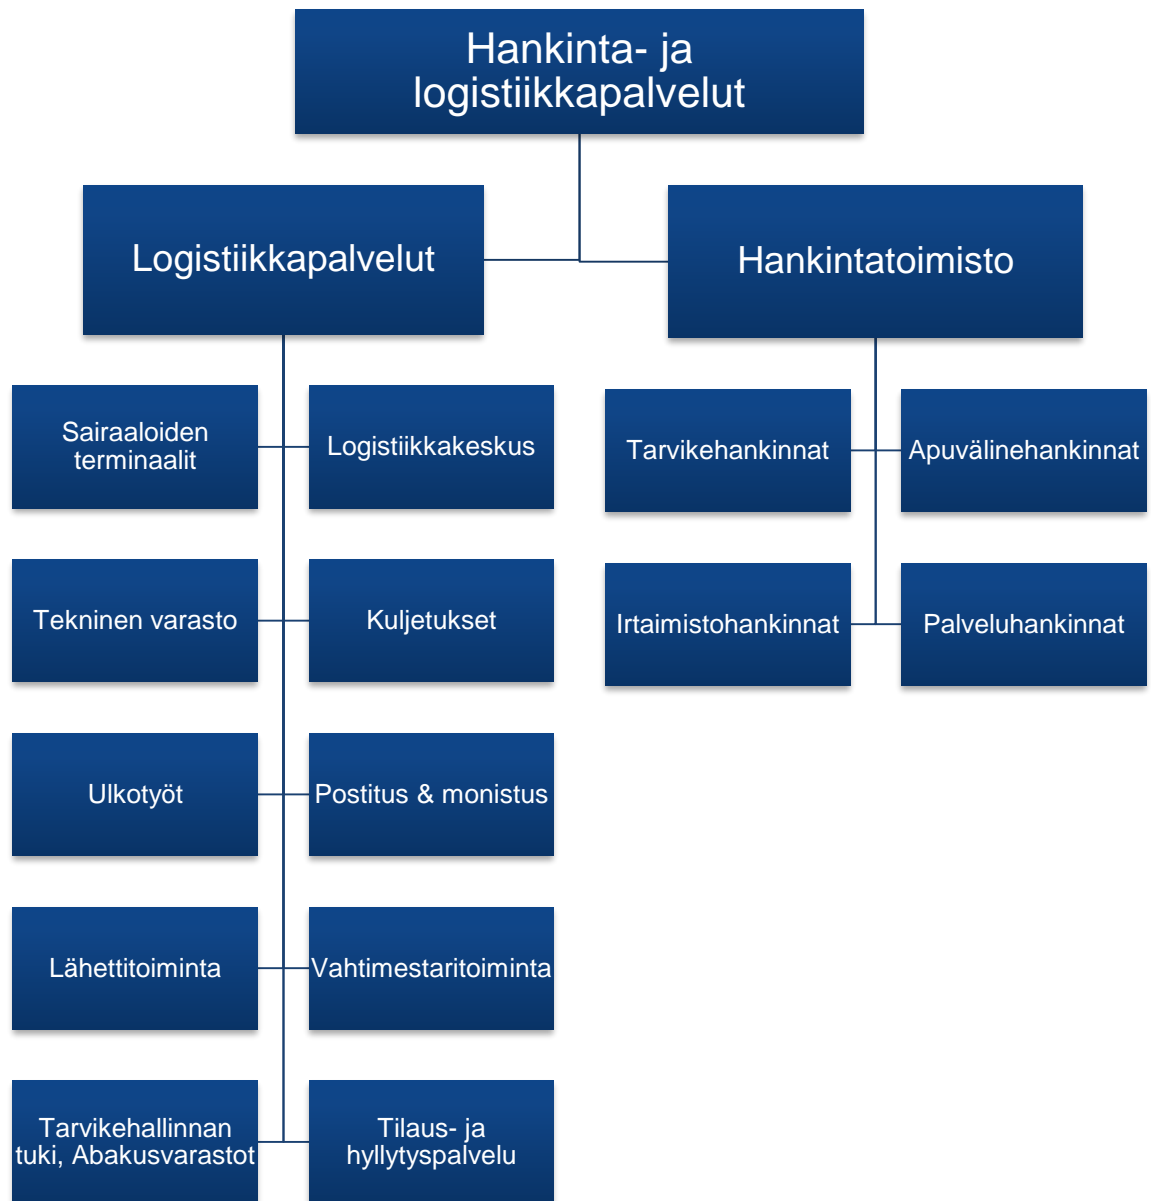 Hankinta- ja
logistiikkapalvelut
Logistiikkapalvelut
Hankintatoimisto
Sairaaloiden
terminaalit
Logistiikkakeskus
Tarvikehankinnat
Apuvälinehankinnat
Tekninen varasto
Kuljetukset
Irtaimistohankinnat
Palveluhankinnat
Ulkotyöt
Postitus & monistus
Lähettitoiminta
Vahtimestaritoiminta
Tarvikehallinnan
tuki, Abakusvarastot
Tilaus- ja
hyllytyspalvelu